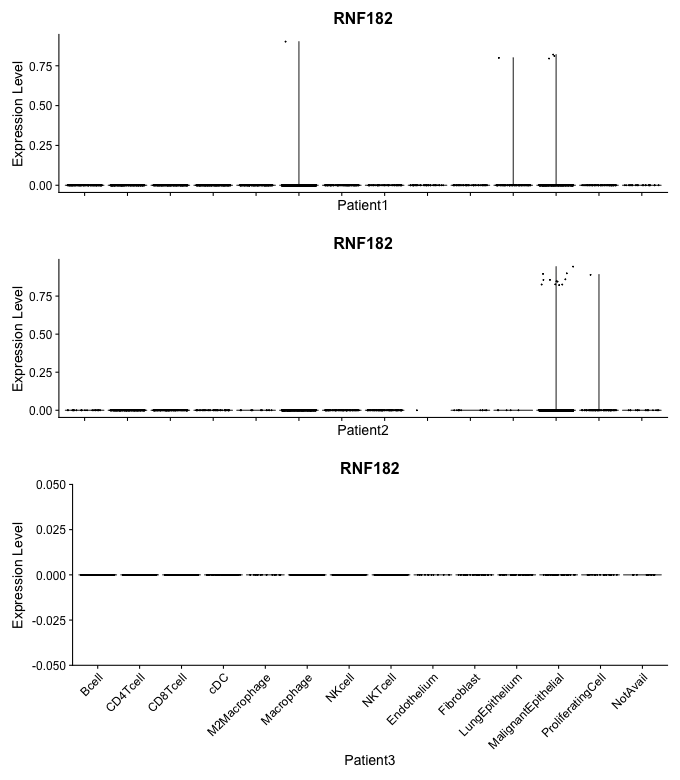 RNF182
Expression Level
0.75
0.50
0.25
0.00
Patient1
RNF182
Expression Level
0.75
0.50
0.25
0.00
Patient2
RNF182
Expression Level
0.050
0.025
0.000
-0.025
-0.050
Bcell
CD4Tcell
CD8Tcell
cDC
M2Macrophage
Macrophage
NKcell
NKTcell
Endothelium
Fibroblast
LungEpithelium
MalignantEpithelial
ProliferatingCell
NotAvail
Patient3